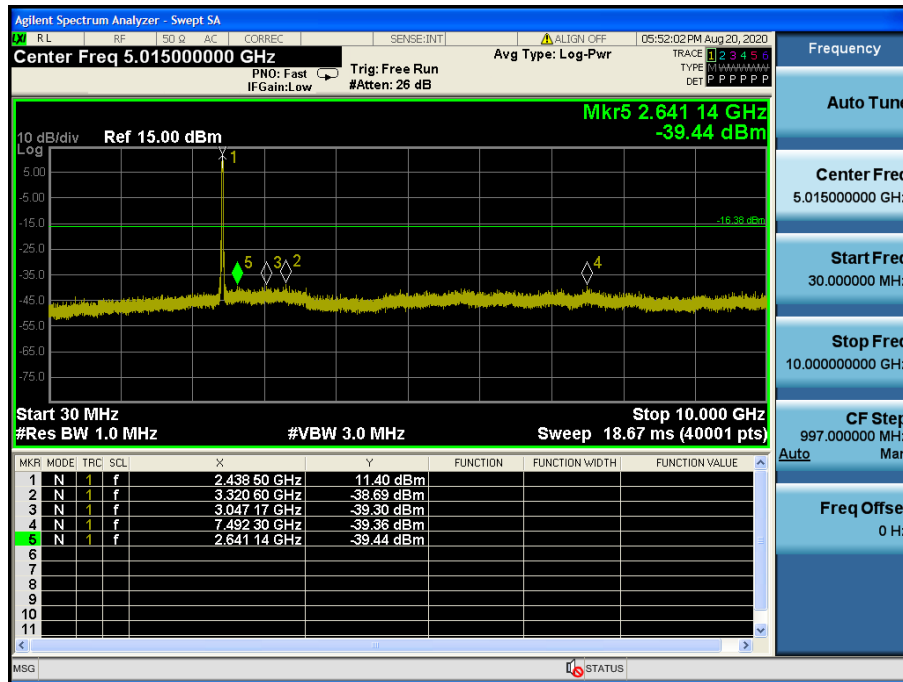 Agilent Spectrum Analyzer - Swept SA
LXI RL RF 50 Ω AC CORREC SENSE:INT ALIGN OFF 05:52:02 PM Aug 20, 2020
Center Freq 5.015000000 GHz
PNO: Fast
IFGain:Low
Trig: Free Run
#Atten: 26 dB
Avg Type: Log-Pwr
TRACE 1 2 3 4 5 6
TYPE M WWWWW
DET P P P P P P
Mkr5 2.641 14 GHz
-39.44 dBm
10 dB/div Ref 15.00 dBm
Log
5.00
-5.00
-15.0
-16.38 dBm
-25.0
-35.0
-45.0
-55.0
-65.0
-75.0
1
5 3 2 4
Start 30 MHz Stop 10.000 GHz
#Res BW 1.0 MHz #VBW 3.0 MHz Sweep 18.67 ms (40001 pts)
MKR MODE TRC SCL X Y FUNCTION FUNCTION WIDTH FUNCTION VALUE
1 N 1 f 2.438 50 GHz 11.40 dBm
2 N 1 f 3.320 60 GHz -38.69 dBm
3 N 1 f 3.047 17 GHz -39.30 dBm
4 N 1 f 7.492 30 GHz -39.36 dBm
5 N 1 f 2.641 14 GHz -39.44 dBm
6
7
8
9
10
11
MSG STATUS
Frequency
Auto Tune
Center Freq
5.015000000 GHz
Start Freq
30.000000 MHz
Stop Freq
10.000000000 GHz
CF Step
997.000000 MHz
Auto Man
Freq Offset
0 Hz